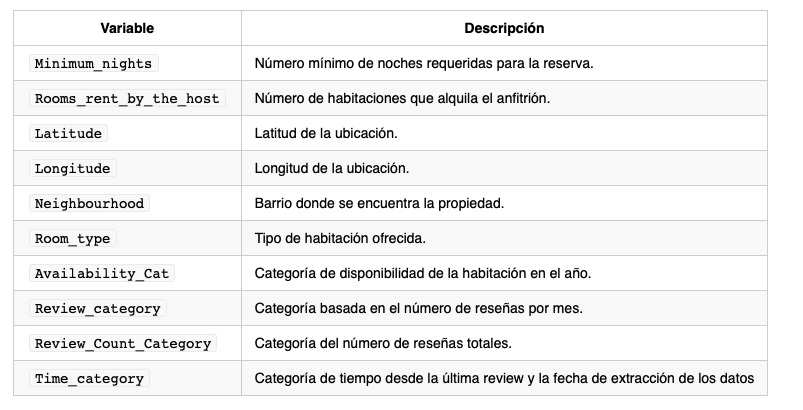 Variable Descripción
Minimum_nights Número mínimo de noches requeridas para la reserva.
Rooms_rent_by_the_host Número de habitaciones que alquila el anfitrión.
Latitude Latitud de la ubicación.
Longitude Longitud de la ubicación.
Neighbourhood Barrio donde se encuentra la propiedad.
Room_type Tipo de habitación ofrecida.
Availability_Cat Categoría de disponibilidad de la habitación en el año.
Review_category Categoría basada en el número de reseñas por mes.
Review_Count_Category Categoría del número de reseñas totales.
Time_category Categoría de tiempo desde la última review y la fecha de extracción de los datos